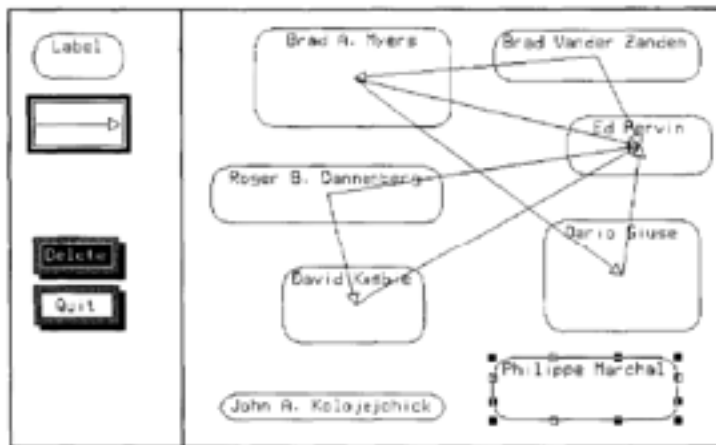 Label
Delete
Quit
Brad A. Myers
Brad Vander Zanden
Ed Pervin
Roger B. Dannenberg
Dario Giuse
David Kosbie
Philippe Marchal
John A. Kolojejchick